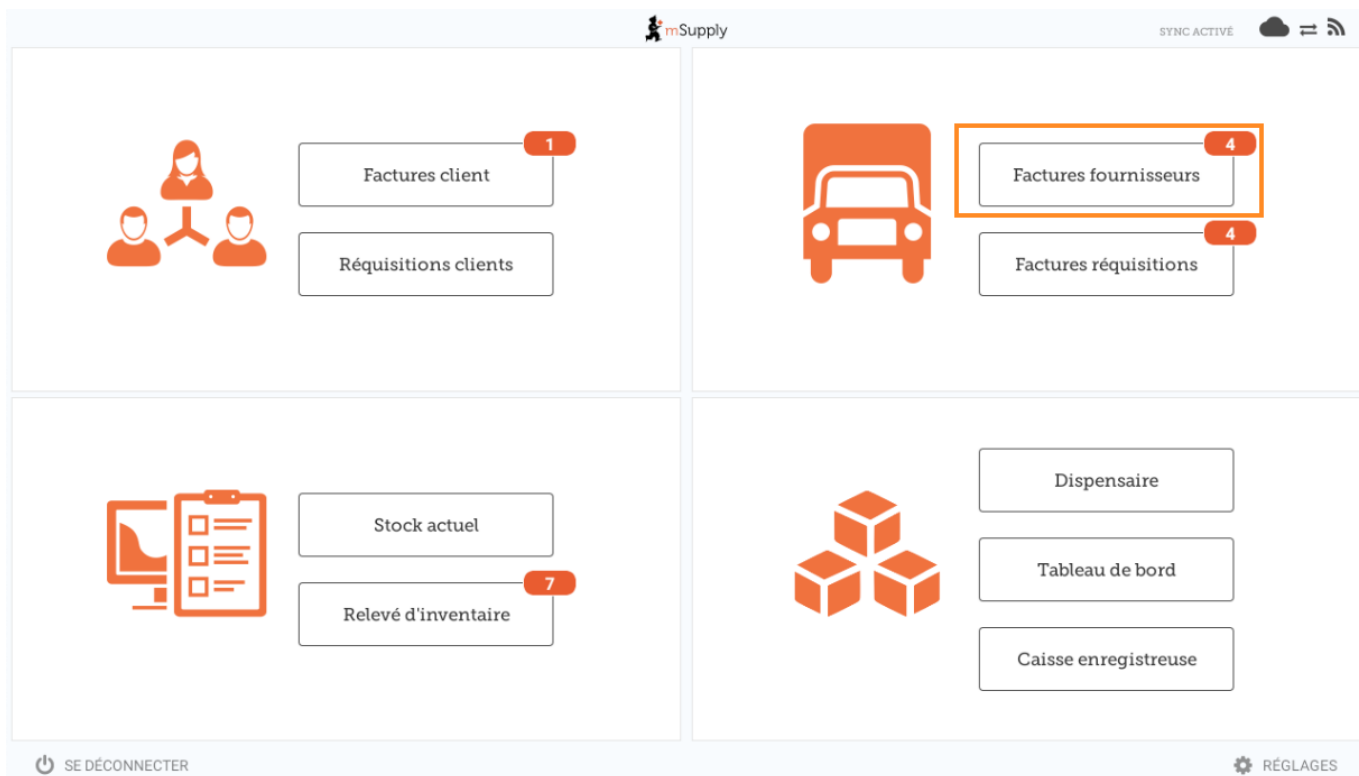 mSupply
SYNC ACTIVÉ
1
Factures client
Réquisitions clients
4
Factures fournisseurs
4
Factures réquisitions
Stock actuel
7
Relevé d'inventaire
Dispensaire
Tableau de bord
Caisse enregistreuse
SE DÉCONNECTER
RÉGLAGES